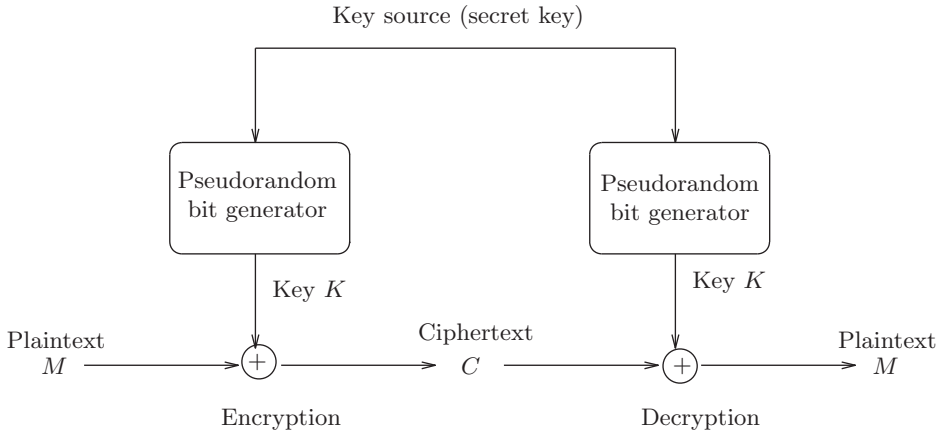 Key source (secret key)
Pseudorandom
bit generator
Pseudorandom
bit generator
Key K
Key K
Plaintext
M
+
Ciphertext
C
+
Plaintext
M
Encryption
Decryption